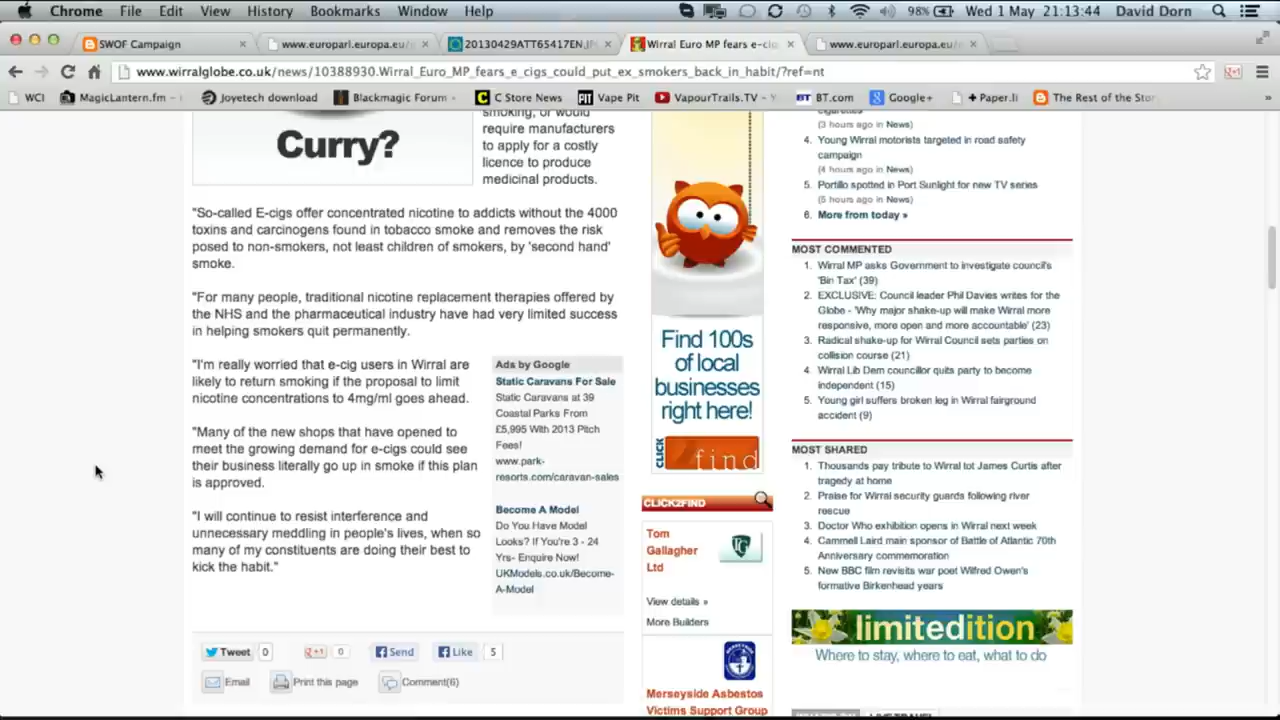 Chrome File Edit View History Bookmarks Window Help 98% Wed 1 May 21:13:44 David Dorn
SWOF Campaign
www.europarl.europa.eu/
20130429ATT65417EN.
Wirral Euro MP fears e-ci
www.europarl.europa.eu/
www.wirralglobe.co.uk/news/10388930.Wirral_Euro_MP_fears_e_cigs_could_put_ex_smokers_back_in_habit/?ref=nt
WCI MagicLantern.fm – Joyetech download Blackmagic Forum C Store News Vape Pit VapourTrails.TV – BT.com Google+ + Paper.li The Rest of the
Curry?
smoking, or would
require manufacturers
to apply for a costly
licence to produce
medicinal products.
"So-called E-cigs offer concentrated nicotine to addicts without the 4000
toxins and carcinogens found in tobacco smoke and removes the risk
posed to non-smokers, not least children of smokers, by 'second hand'
smoke.
"For many people, traditional nicotine replacement therapies offered by
the NHS and the pharmaceutical industry have had very limited success
in helping smokers quit permanently.
"I'm really worried that e-cig users in Wirral are
likely to return smoking if the proposal to limit
nicotine concentrations to 4mg/ml goes ahead.
"Many of the new shops that have opened to
meet the growing demand for e-cigs could see
their business literally go up in smoke if this plan
is approved.
"I will continue to resist interference and
unnecessary meddling in people's lives, when so
many of my constituents are doing their best to
kick the habit."
Ads by Google
Static Caravans For Sale
Static Caravans at 39
Coastal Parks From
£5,995 With 2013 Pitch
Fees!
www.park-
resorts.com/caravan-sales
Become A Model
Do You Have Model
Looks? If You're 3 - 24
Yrs- Enquire Now!
UKModels.co.uk/Become-
A-Model
Tweet 0 +1 0 Send Like 5
Email Print this page Comment(6)
Find 100s
of local
businesses
right here!
CLICK
find
CLICK2FIND
Tom
Gallagher
Ltd
View details »
More Builders
Merseyside Asbestos
Victims Support Group
cigarettes
(3 hours ago in News)
4. Young Wirral motorists targeted in road safety
campaign
(4 hours ago in News)
5. Portillo spotted in Port Sunlight for new TV series
(5 hours ago in News)
6. More from today »
MOST COMMENTED
1. Wirral MP asks Government to investigate council's
'Bin Tax' (39)
2. EXCLUSIVE: Council leader Phil Davies writes for the
Globe - 'Why major shake-up will make Wirral more
responsive, more open and more accountable' (23)
3. Radical shake-up for Wirral Council sets parties on
collision course (21)
4. Wirral Lib Dem councillor quits party to become
independent (15)
5. Young girl suffers broken leg in Wirral fairground
accident (9)
MOST SHARED
1. Thousands pay tribute to Wirral tot James Curtis after
tragedy at home
2. Praise for Wirral security guards following river
rescue
3. Doctor Who exhibition opens in Wirral next week
4. Cammell Laird main sponsor of Battle of Atlantic 70th
Anniversary commemoration
5. New BBC film revisits war poet Wilfred Owen's
formative Birkenhead years
limitededition
Where to stay, where to eat, what to do